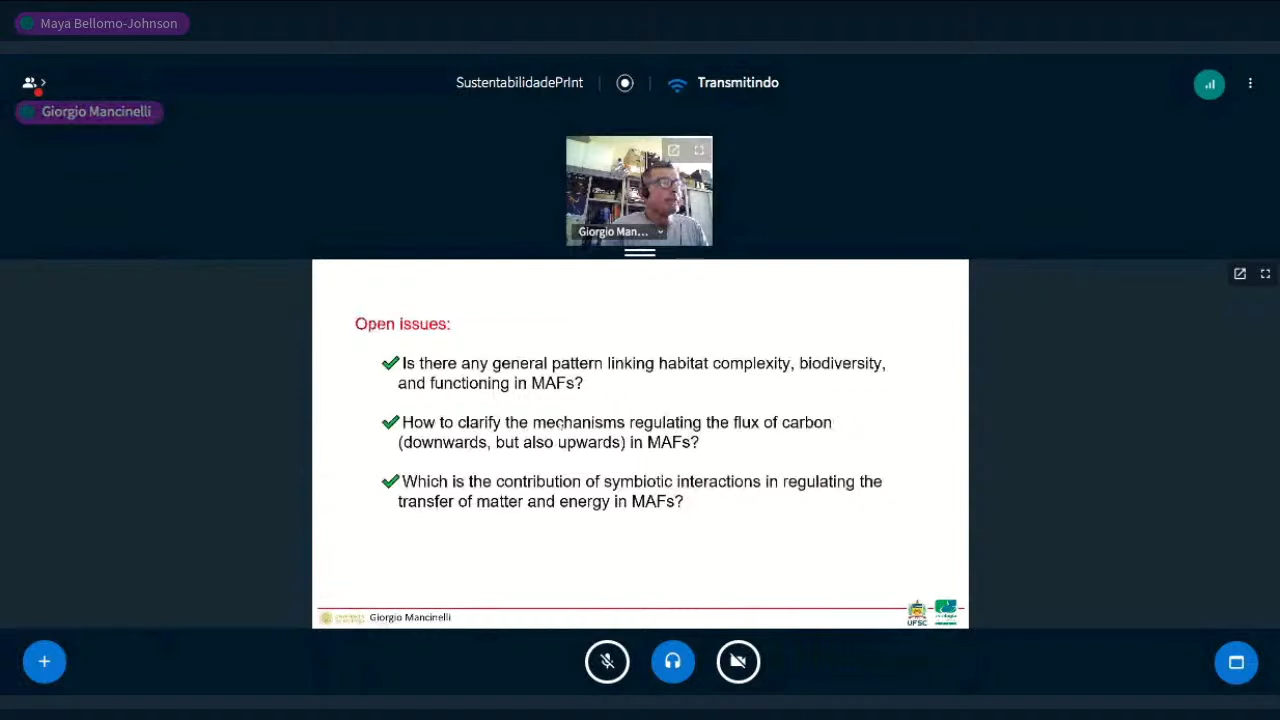 Maya Bellomo-Johnson
SustentabilidadePrInt
Transmitindo
Giorgio Mancinelli
Giorgio Man...
Open issues:
Is there any general pattern linking habitat complexity, biodiversity,
and functioning in MAFs?
How to clarify the mechanisms regulating the flux of carbon
(downwards, but also upwards) in MAFs?
Which is the contribution of symbiotic interactions in regulating the
transfer of matter and energy in MAFs?
Giorgio Mancinelli
UFSC